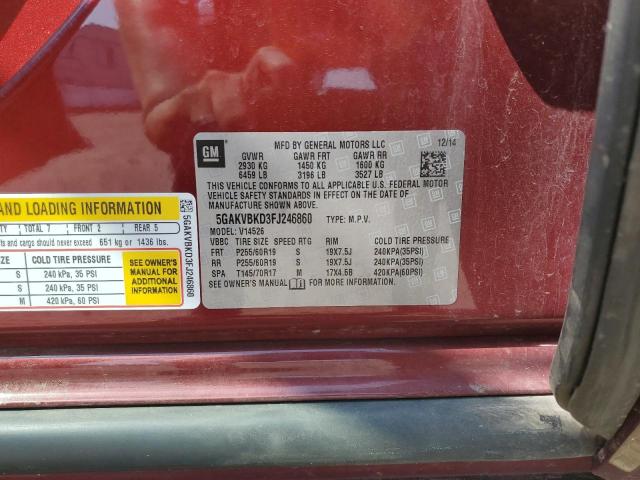 GM
MFD BY GENERAL MOTORS LLC
12/14
GVWR GAWR FRT GAWR RR
2930 KG 1450 KG 1600 KG
6459 LB 3196 LB 3527 LB
THIS VEHICLE CONFORMS TO ALL APPLICABLE U.S. FEDERAL MOTOR
VEHICLE SAFETY STANDARDS IN EFFECT ON THE DATE OF
MANUFACTURE SHOWN ABOVE.
5GAKVBKD3FJ246860 TYPE: M.P.V.
MODEL: V14526
VBBC TIRE SIZE SPEED RTG RIM COLD TIRE PRESSURE
FRT P255/60R19 S 19X7.5J 240KPA(35PSI)
RR P255/60R19 S 19X7.5J 240KPA(35PSI)
SPA T145/70R17 M 17X4.5B 420KPA(60PSI)
SEE OWNER'S MANUAL FOR MORE INFORMATION.
AND LOADING INFORMATION
TOTAL 7 FRONT 2 REAR 5
and cargo should never exceed 651 kg or 1436 lbs.
COLD TIRE PRESSURE
S 240 kPa, 35 PSI
S 240 kPa, 35 PSI
M 420 kPa, 60 PSI
SEE OWNER'S
MANUAL FOR
ADDITIONAL
INFORMATION
5GAKVBKD3FJ246860